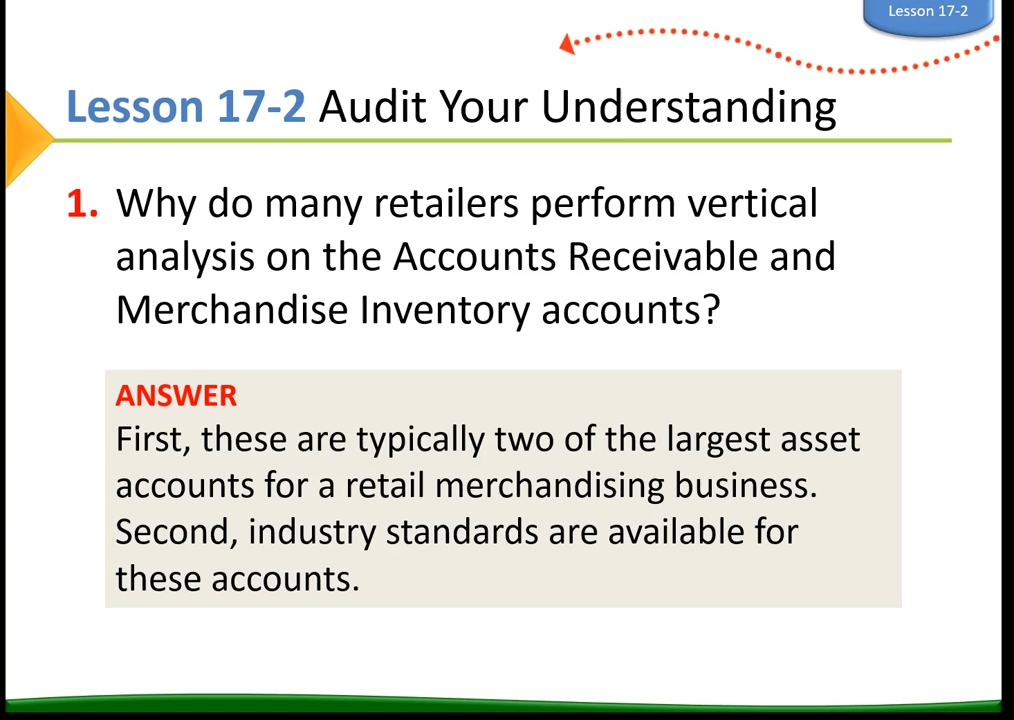 Lesson 17-2
Lesson 17-2 Audit Your Understanding
1. Why do many retailers perform vertical
analysis on the Accounts Receivable and
Merchandise Inventory accounts?
ANSWER
First, these are typically two of the largest asset
accounts for a retail merchandising business.
Second, industry standards are available for
these accounts.